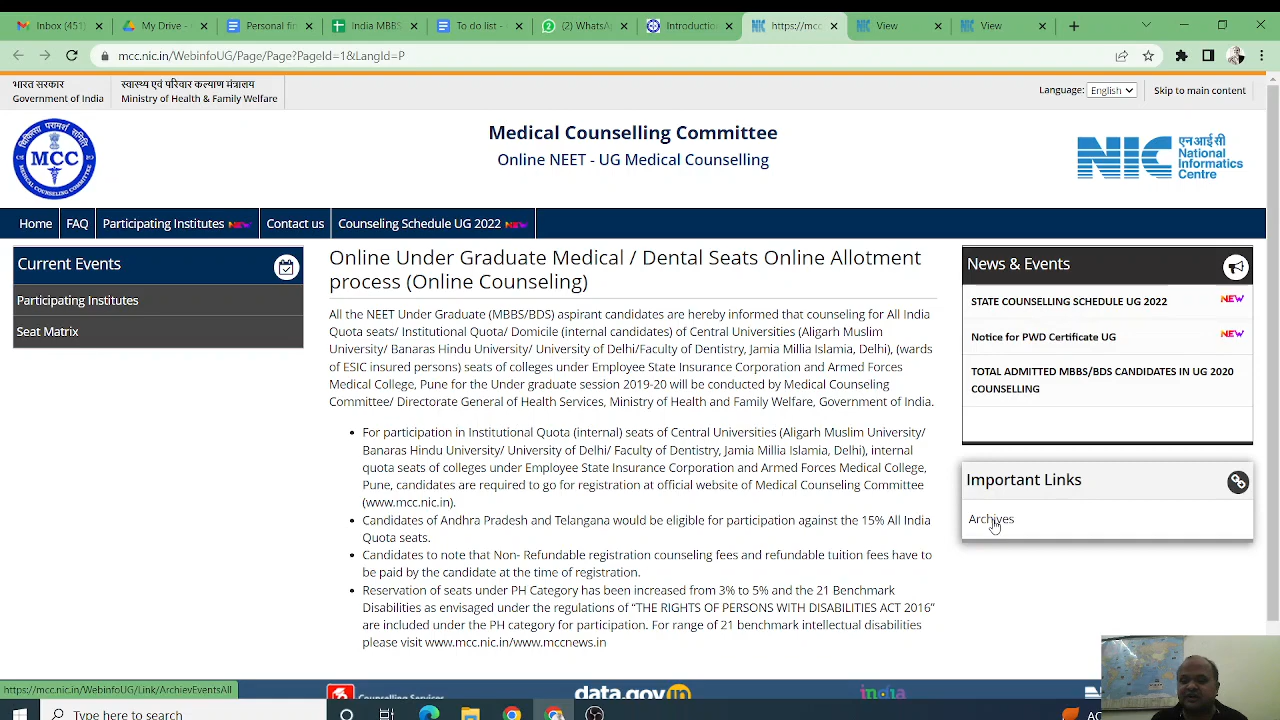 Inbox (451)
My Drive -
Personal fin
India MBBS
To do list -
(2) WhatsA
Introductio
https://mcc
View
View
mcc.nic.in/WebinfoUG/Page/Page?PageId=1&LangId=P
भारत सरकार
Government of India
स्वास्थ्य एवं परिवार कल्याण मंत्रालय
Ministry of Health & Family Welfare
Language: English
Skip to main content
MCC
Medical Counselling Committee
Online NEET - UG Medical Counselling
NIC
एन आई सी
National
Informatics
Centre
Home FAQ Participating Institutes NEW Contact us Counseling Schedule UG 2022 NEW
Current Events
Participating Institutes
Seat Matrix
Online Under Graduate Medical / Dental Seats Online Allotment
process (Online Counseling)
All the NEET Under Graduate (MBBS/BDS) aspirant candidates are hereby informed that counseling for All India
Quota seats/ Institutional Quota/ Domicile (internal candidates) of Central Universities (Aligarh Muslim
University/ Banaras Hindu University/ University of Delhi/Faculty of Dentistry, Jamia Millia Islamia, Delhi), (wards
of ESIC insured persons) seats of colleges under Employee State Insurance Corporation and Armed Forces
Medical College, Pune for the Under graduate session 2019-20 will be conducted by Medical Counseling
Committee/ Directorate General of Health Services, Ministry of Health and Family Welfare, Government of India.
• For participation in Institutional Quota (internal) seats of Central Universities (Aligarh Muslim University/
Banaras Hindu University/ University of Delhi/ Faculty of Dentistry, Jamia Millia Islamia, Delhi), internal
quota seats of colleges under Employee State Insurance Corporation and Armed Forces Medical College,
Pune, candidates are required to go for registration at official website of Medical Counseling Committee
(www.mcc.nic.in).
• Candidates of Andhra Pradesh and Telangana would be eligible for participation against the 15% All India
Quota seats.
• Candidates to note that Non- Refundable registration counseling fees and refundable tuition fees have to
be paid by the candidate at the time of registration.
• Reservation of seats under PH Category has been increased from 3% to 5% and the 21 Benchmark
Disabilities as envisaged under the regulations of “THE RIGHTS OF PERSONS WITH DISABILITIES ACT 2016”
are included under the PH category for participation. For range of 21 benchmark intellectual disabilities
please visit www.mcc.nic.in/www.mccnews.in
News & Events
STATE COUNSELLING SCHEDULE UG 2022 NEW
Notice for PWD Certificate UG NEW
TOTAL ADMITTED MBBS/BDS CANDIDATES IN UG 2020
COUNSELLING
Important Links
Archives
https://mcc.nic.in/WebinfoUG/Link/ArchievEventsAll
Counselling Services
data.gov
india
Type here to search